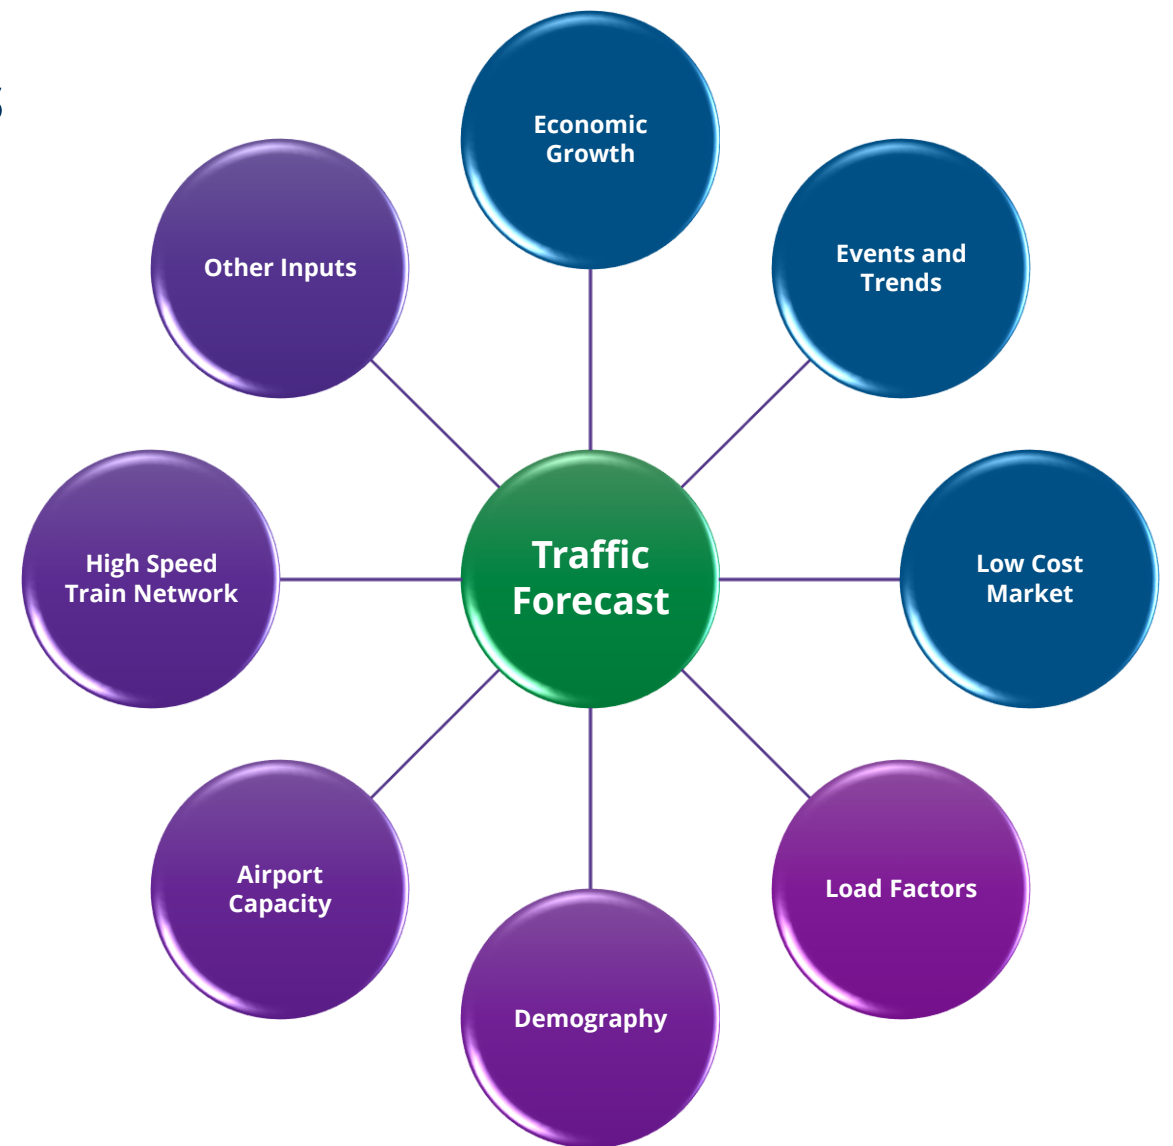 Economic
Growth
Events and
Trends
Low Cost
Market
Load Factors
Demography
Airport
Capacity
High Speed
Train Network
Other Inputs
Traffic
Forecast